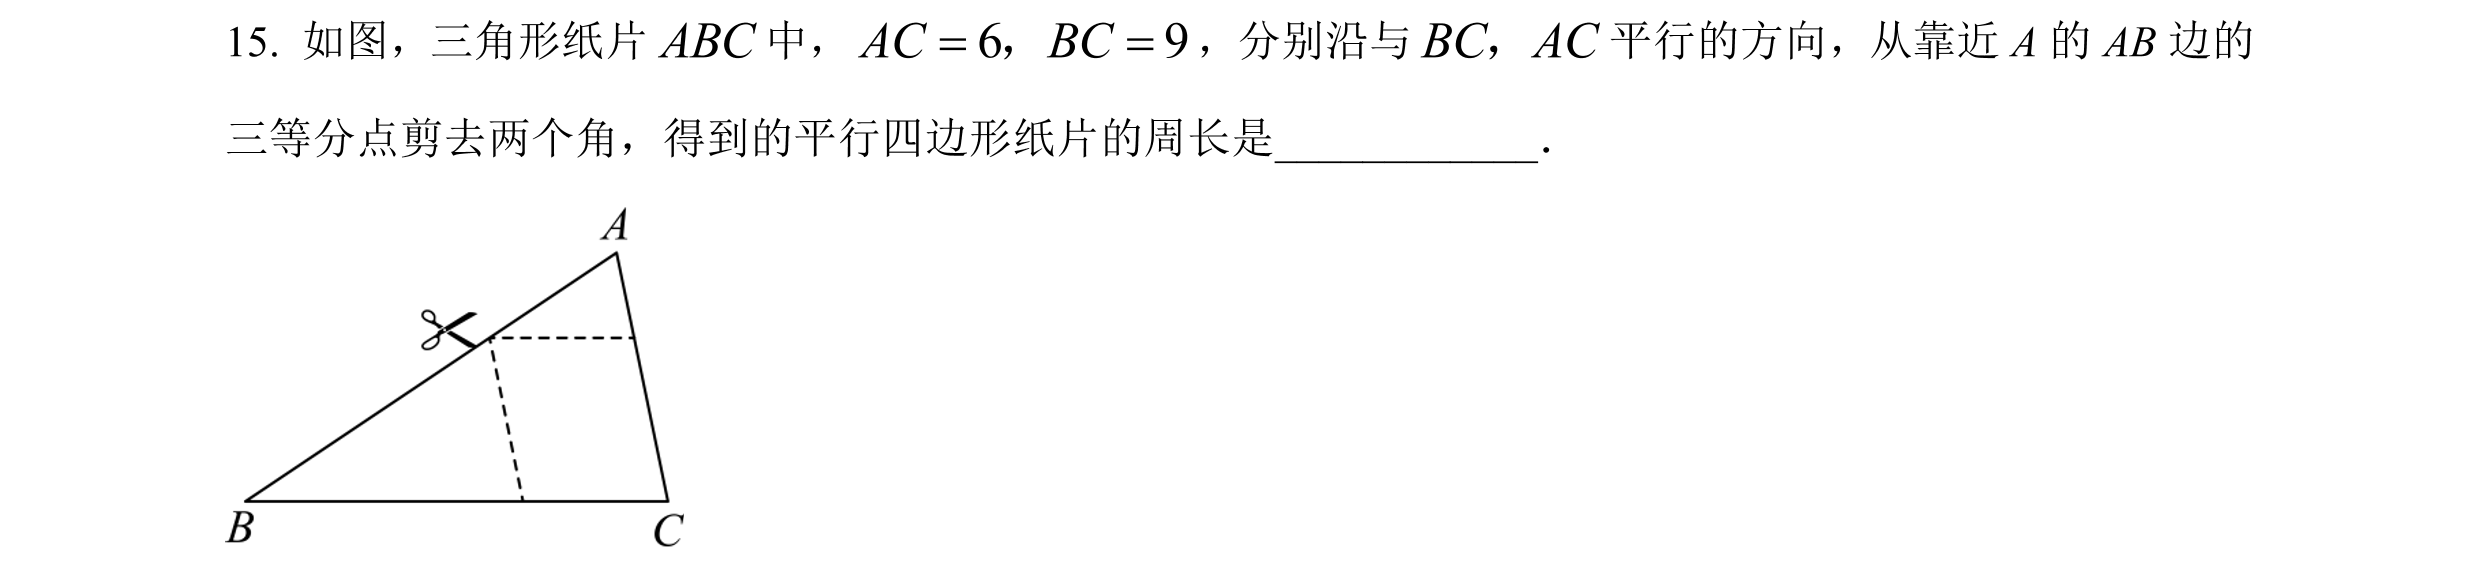 15. 如图，三角形纸片 ABC 中， AC = 6，BC = 9，分别沿与 BC，AC 平行的方向，从靠近 A 的 AB 边的
三等分点剪去两个角，得到的平行四边形纸片的周长是____________．
A
B
C